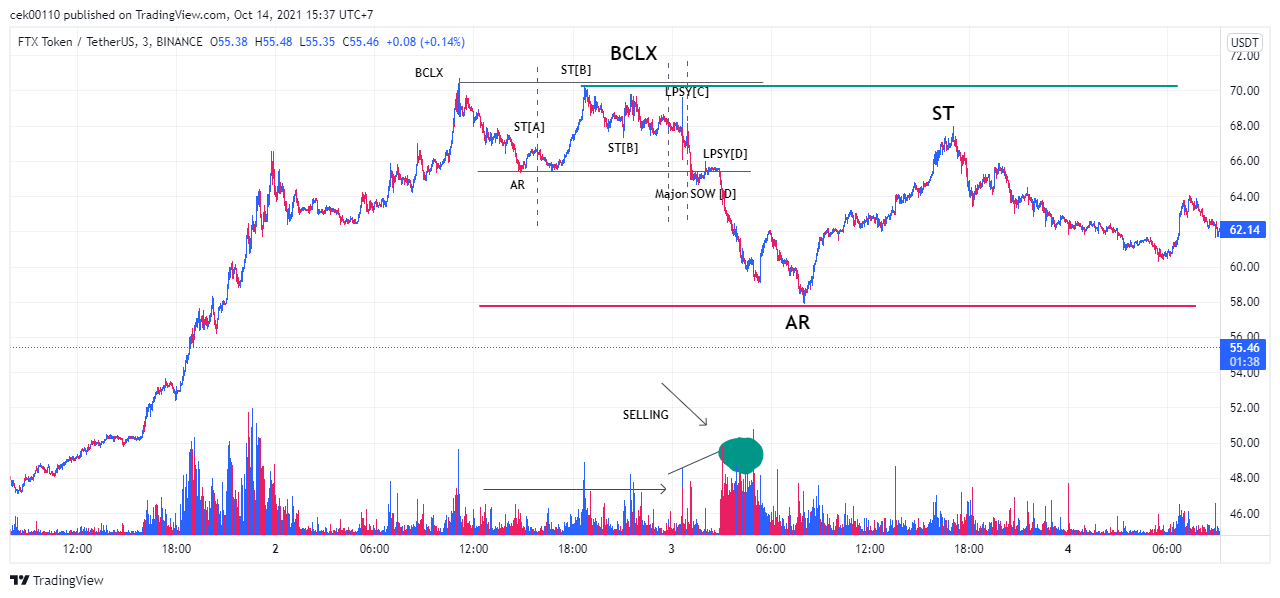 cek00110 published on TradingView.com, Oct 14, 2021 15:37 UTC+7
FTX Token / TetherUS, 3, BINANCE O55.38 H55.48 L55.35 C55.46 +0.08 (+0.14%)
USDT
72.00
BCLX
BCLX
ST[B]
70.00
LPSY[C]
ST
68.00
ST[A]
ST[B]
LPSY[D]
66.00
AR
Major SOW [D]
64.00
62.14
60.00
58.00
AR
56.00
55.46
01:38
54.00
52.00
SELLING
50.00
48.00
46.00
12:00 18:00 2 06:00 12:00 18:00 3 06:00 12:00 18:00 4 06:00
TradingView